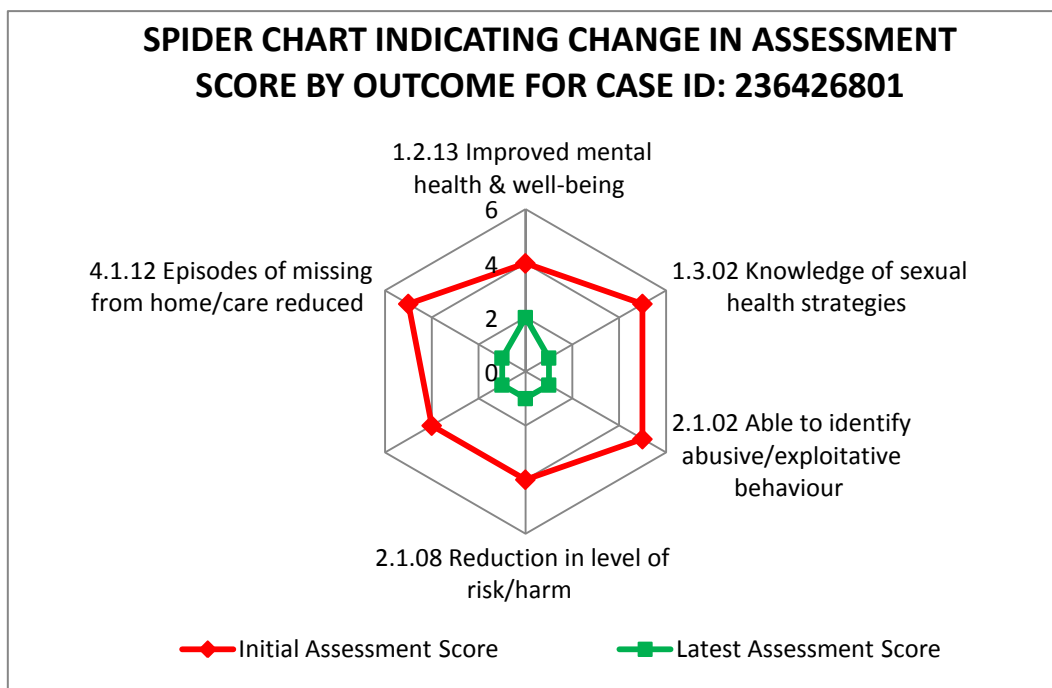 SPIDER CHART INDICATING CHANGE IN ASSESSMENT
SCORE BY OUTCOME FOR CASE ID: 236426801
1.2.13 Improved mental
health & well-being
6
4
2
0
4.1.12 Episodes of missing
from home/care reduced
1.3.02 Knowledge of sexual
health strategies
2.1.02 Able to identify
abusive/exploitative
behaviour
2.1.08 Reduction in level of
risk/harm
Initial Assessment Score
Latest Assessment Score